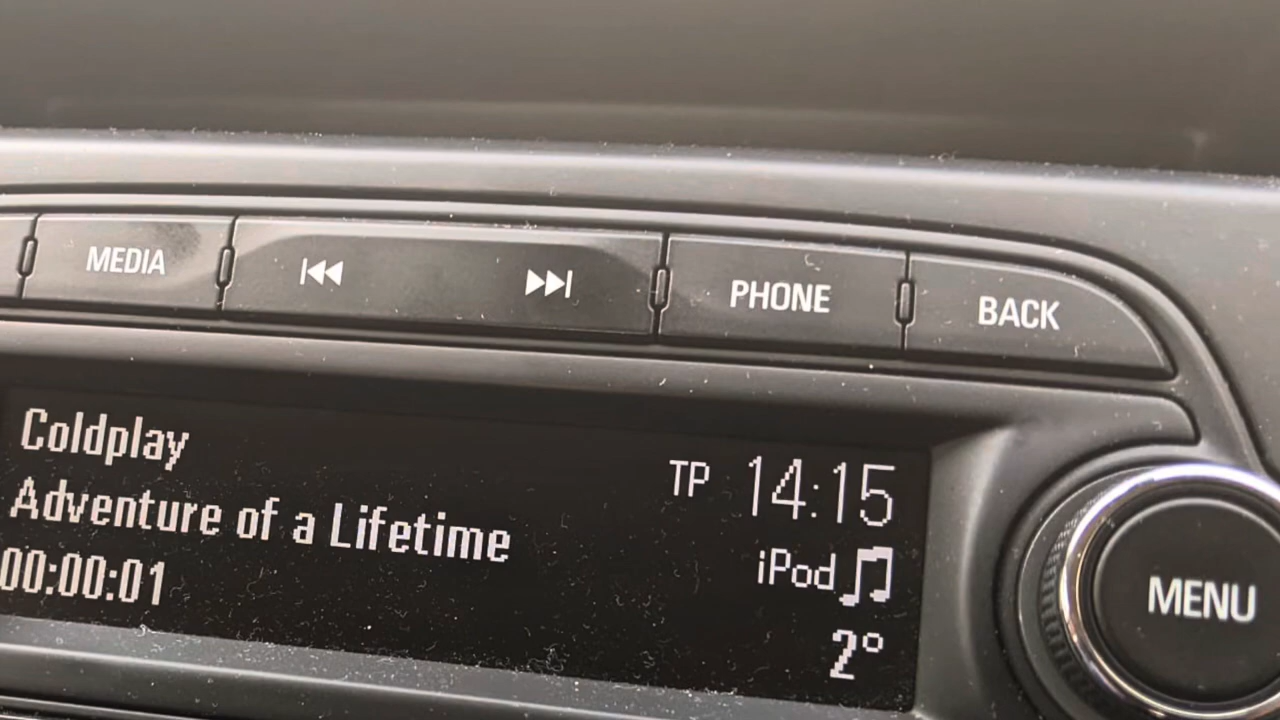 MEDIA
PHONE
BACK
Coldplay
Adventure of a Lifetime
00:00:01
TP 14:15
iPod
2°
MENU